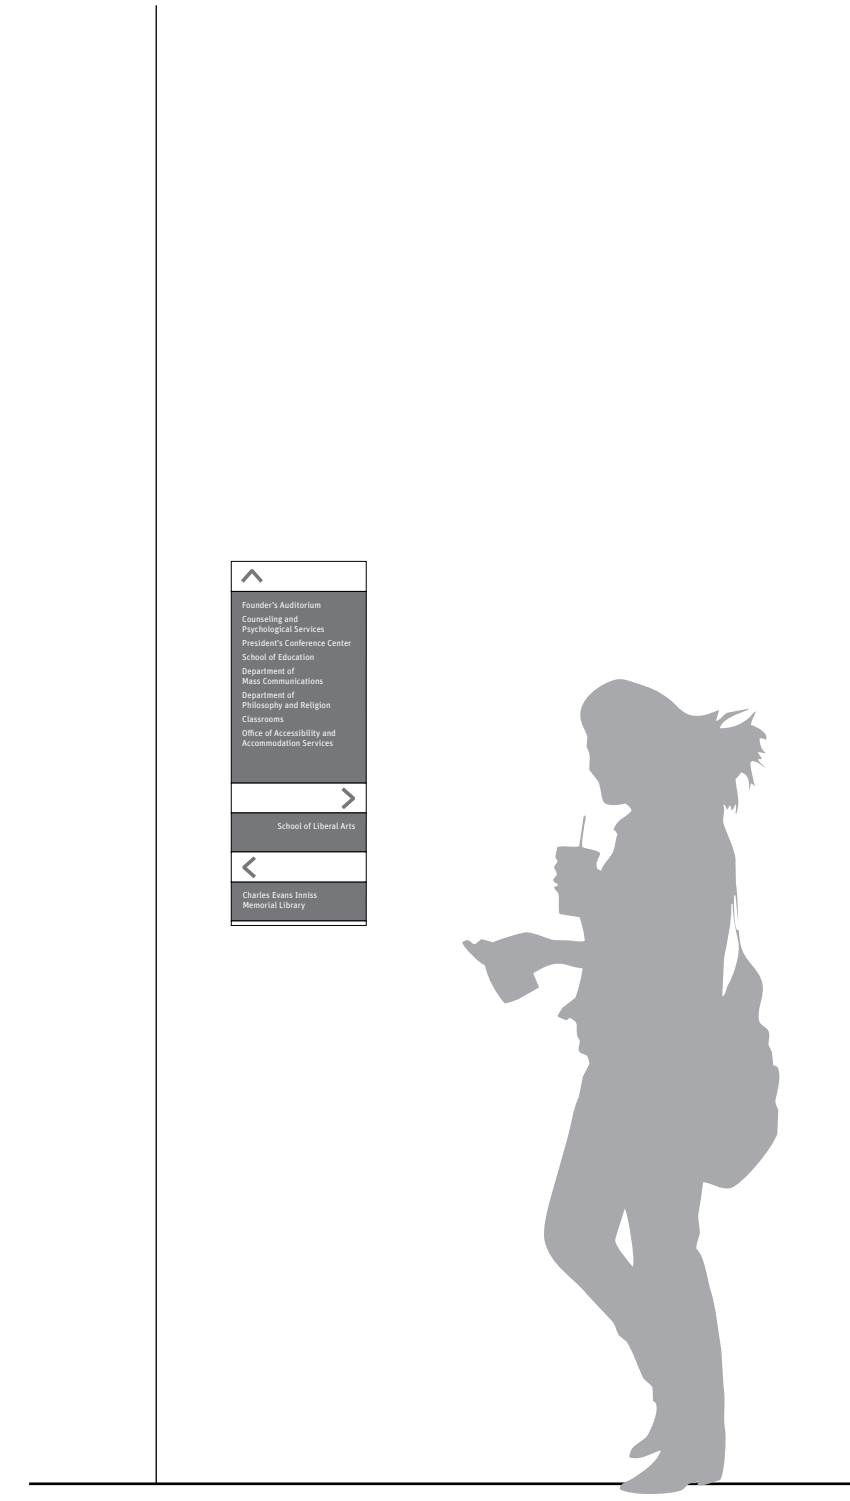 Founder's Auditorium
Counseling and
Psychological Services
President's Conference Center
School of Education
Department of
Mass Communications
Department of
Philosophy and Religion
Classrooms
Office of Accessibility and
Accommodation Services
School of Liberal Arts
Charles Evans Inniss
Memorial Library